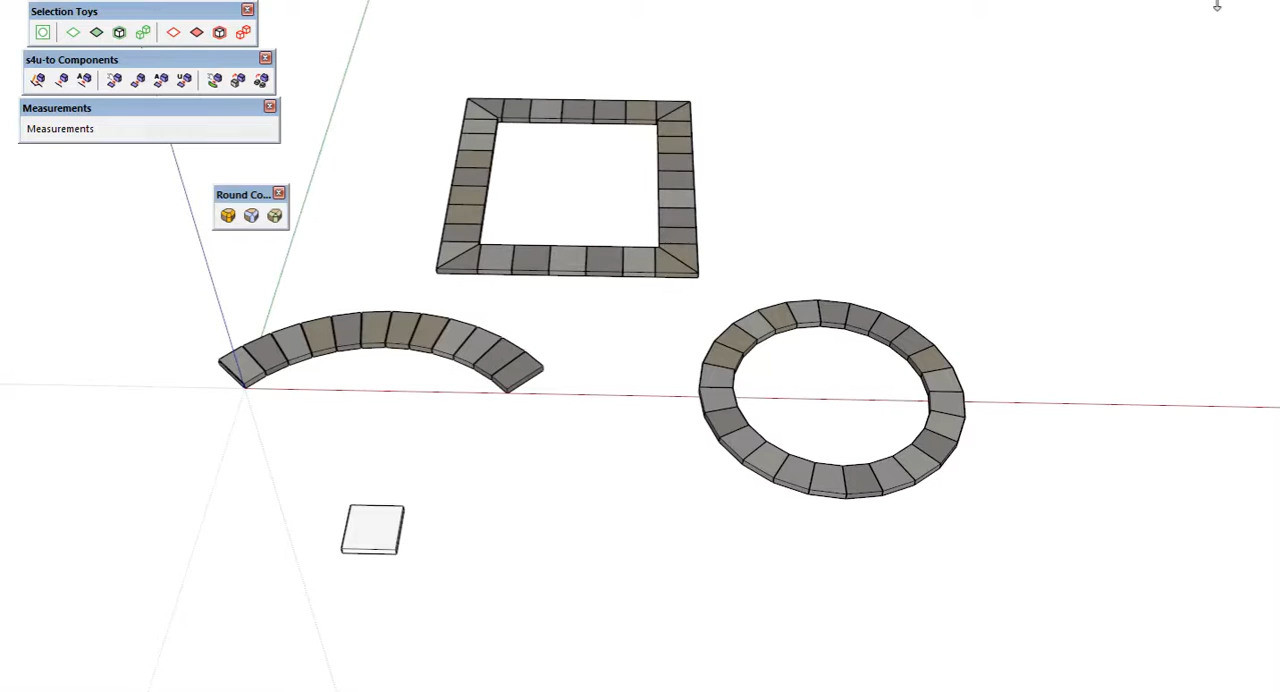 Selection Toys
s4u-to Components
Measurements
Measurements
Round Co...